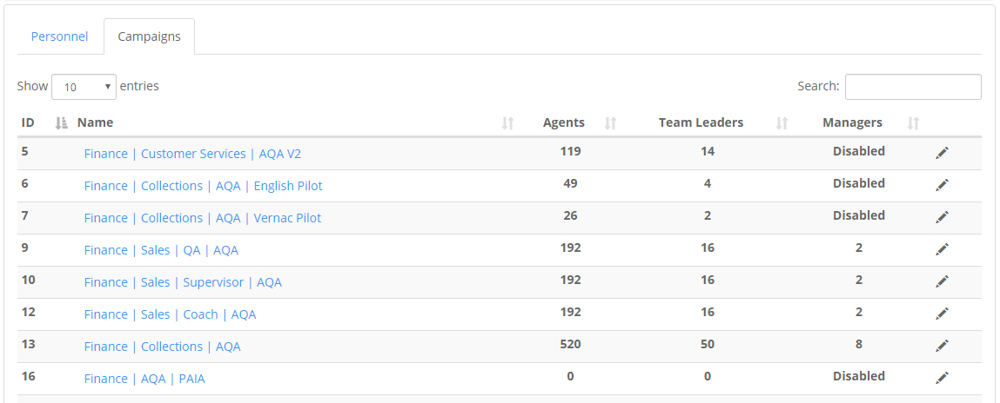 Personnel Campaigns
Show 10 entries Search:
ID Name Agents Team Leaders Managers
5 Finance | Customer Services | AQA V2 119 14 Disabled
6 Finance | Collections | AQA | English Pilot 49 4 Disabled
7 Finance | Collections | AQA | Vernac Pilot 26 2 Disabled
9 Finance | Sales | QA | AQA 192 16 2
10 Finance | Sales | Supervisor | AQA 192 16 2
12 Finance | Sales | Coach | AQA 192 16 2
13 Finance | Collections | AQA 520 50 8
16 Finance | AQA | PAIA 0 0 Disabled